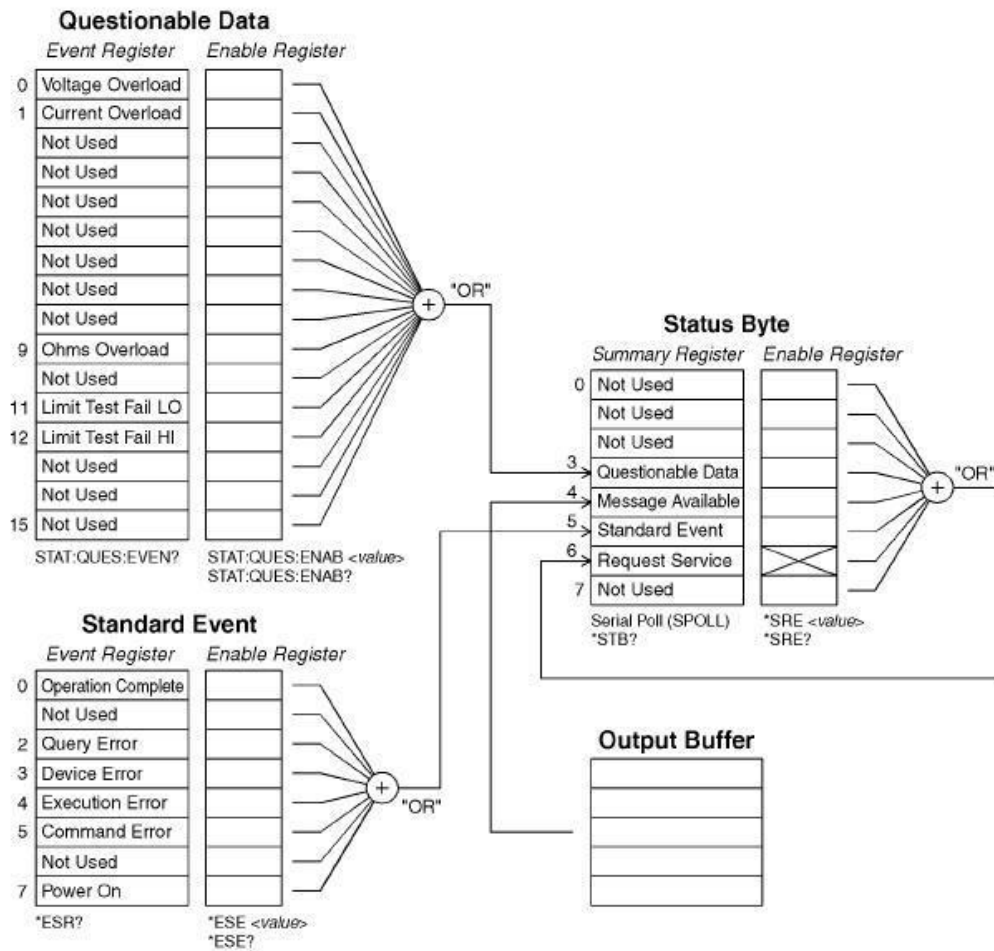 Questionable Data
Event Register Enable Register
0 Voltage Overload
1 Current Overload
Not Used
Not Used
Not Used
Not Used
Not Used
Not Used
Not Used
9 Ohms Overload
Not Used
11 Limit Test Fail LO
12 Limit Test Fail HI
Not Used
Not Used
15 Not Used
STAT:QUES:EVEN? STAT:QUES:ENAB <value>
STAT:QUES:ENAB?
+
"OR"
Status Byte
Summary Register Enable Register
0 Not Used
Not Used
Not Used
3 Questionable Data
4 Message Available
5 Standard Event
6 Request Service
7 Not Used
Serial Poll (SPOLL) *SRE <value>
*STB? *SRE?
+
"OR"
Standard Event
Event Register Enable Register
0 Operation Complete
Not Used
2 Query Error
3 Device Error
4 Execution Error
5 Command Error
Not Used
7 Power On
*ESR? *ESE <value>
*ESE?
+
"OR"
Output Buffer